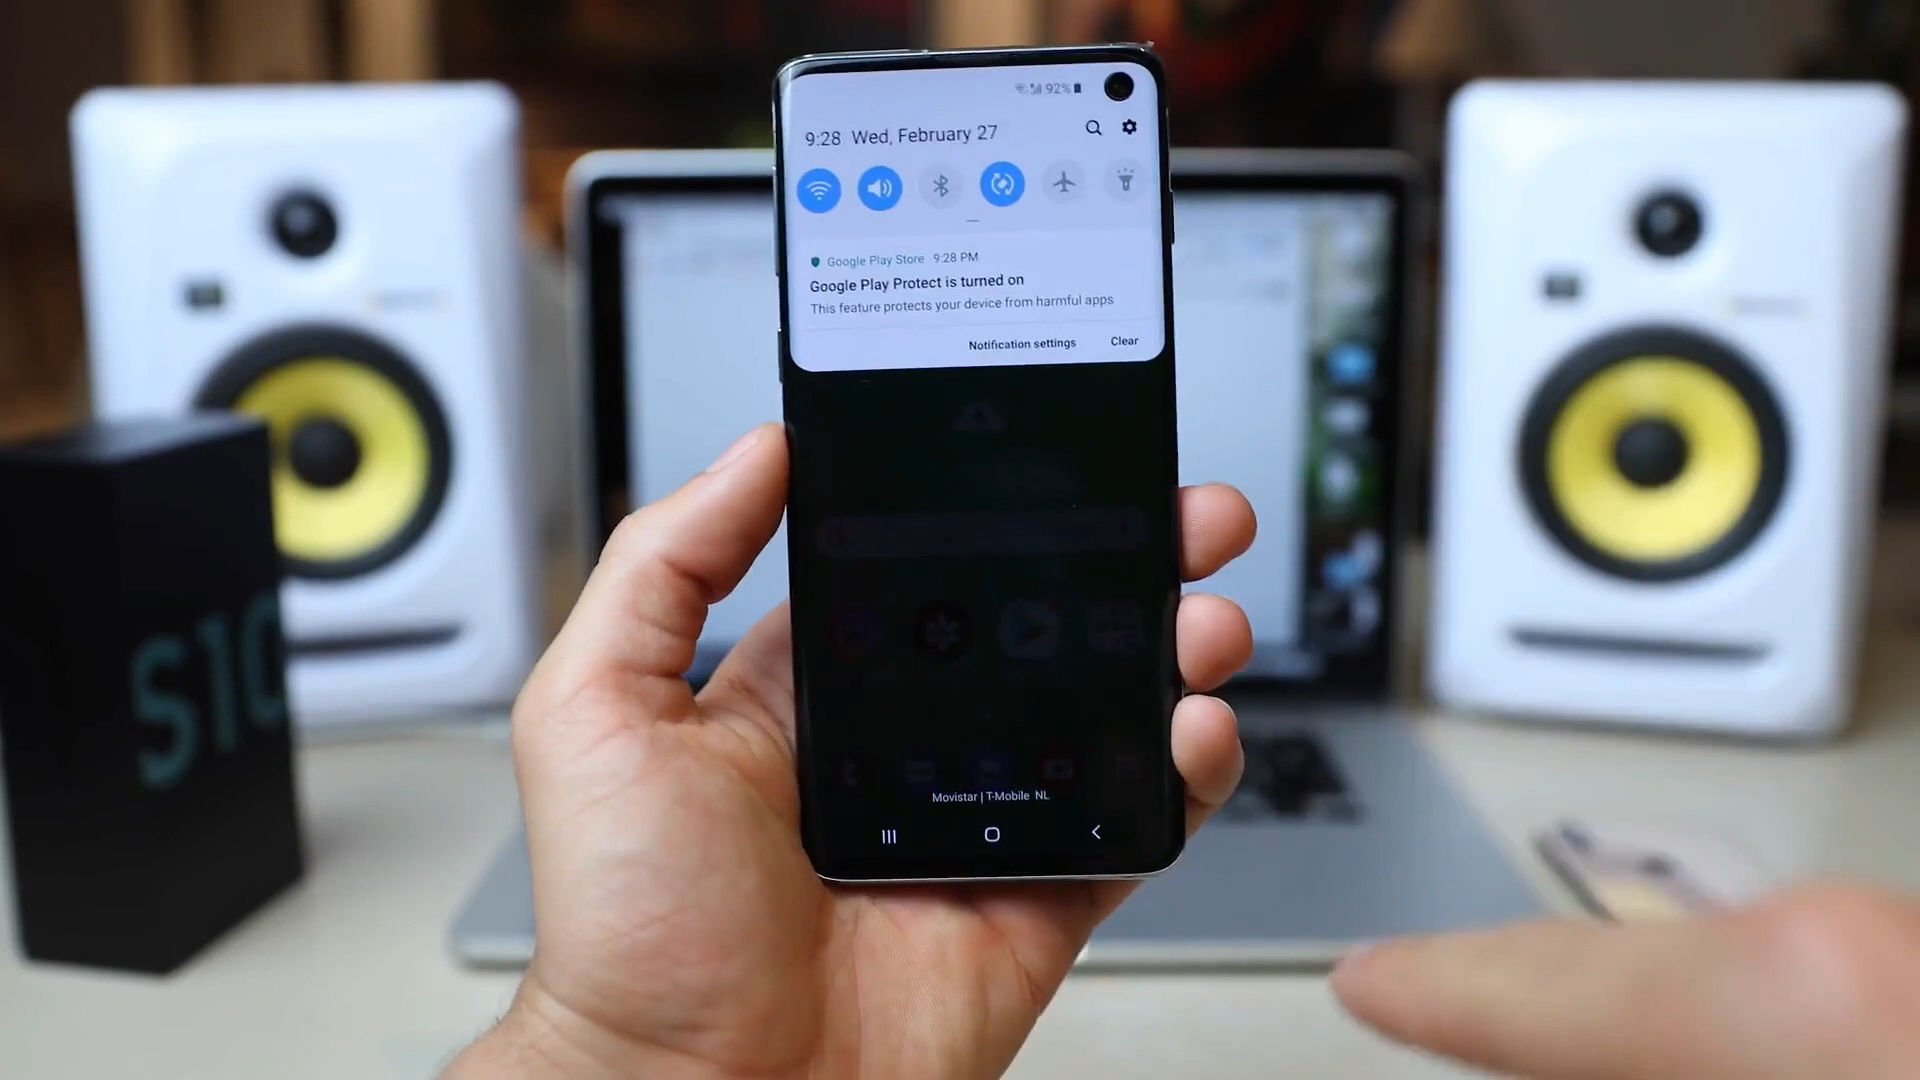 92%
9:28 Wed, February 27
Google Play Store 9:28 PM
Google Play Protect is turned on
This feature protects your device from harmful apps
Notification settings Clear
S10
Movistar | T-Mobile NL